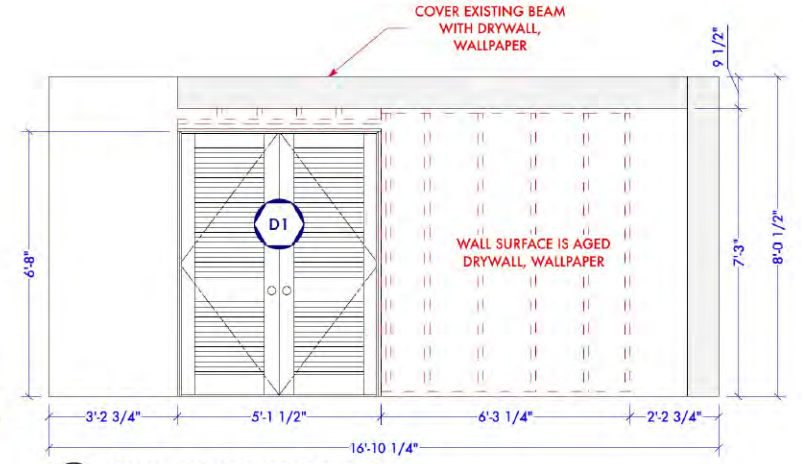 COVER EXISTING BEAM
WITH DRYWALL,
WALLPAPER
9 1/2"
6'-8"
D1
WALL SURFACE IS AGED
DRYWALL, WALLPAPER
7'-3"
8'-0 1/2"
3'-2 3/4"
5'-1 1/2"
6'-3 1/4"
2'-2 3/4"
16'-10 1/4"